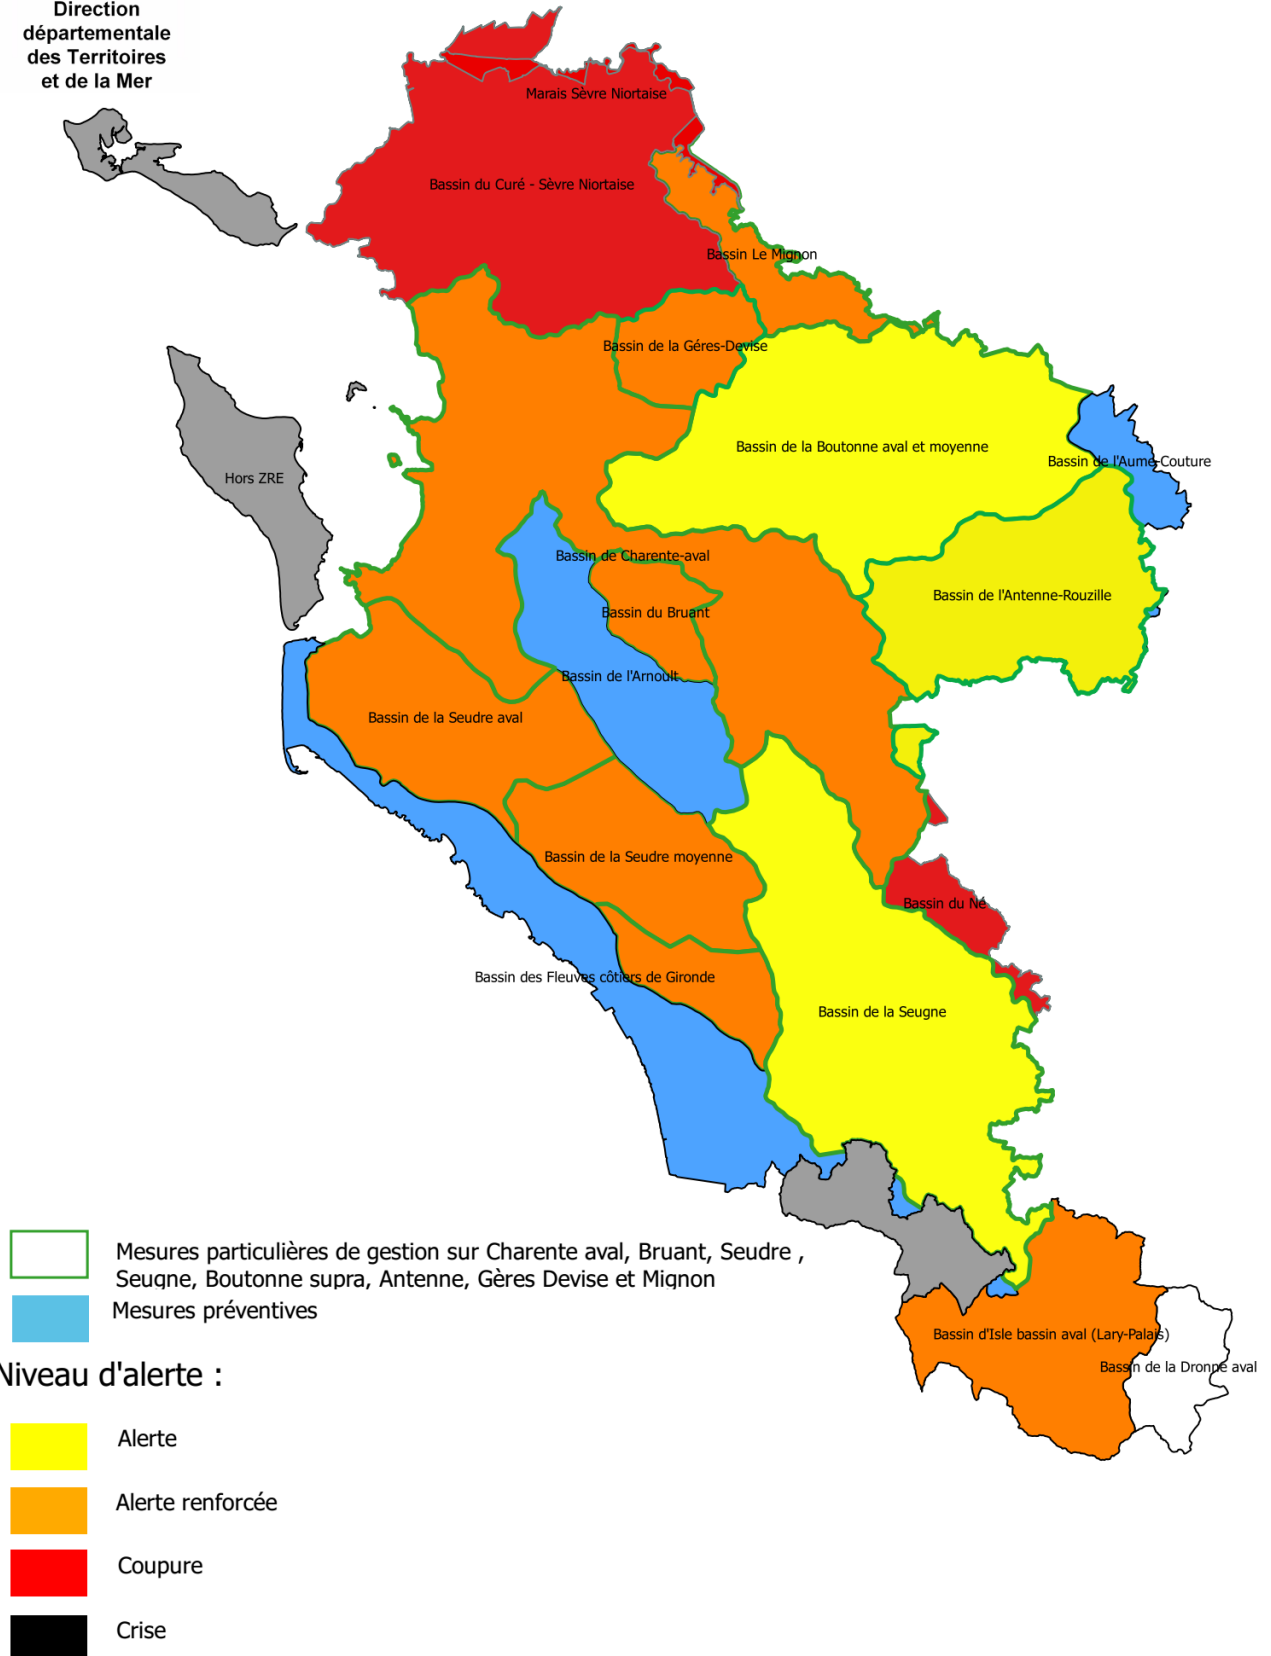 Direction
départementale
des Territoires
et de la Mer
Marais Sèvre Niortaise
Bassin du Curé - Sèvre Niortaise
Bassin Le Mignon
Bassin de la Géres-Devise
Bassin de la Boutonne aval et moyenne
Bassin de l'Aume-Couture
Hors ZRE
Bassin de Charente-aval
Bassin de l'Antenne-Rouzille
Bassin du Bruant
Bassin de l'Arnoult
Bassin de la Seudre aval
Bassin de la Seudre moyenne
Bassin du Né
Bassin des Fleuves côtiers de Gironde
Bassin de la Seugne
Mesures particulières de gestion sur Charente aval, Bruant, Seudre ,
Seugne, Boutonne supra, Antenne, Gères Devise et Mignon
Mesures préventives
Bassin d'Isle bassin aval (Lary-Palais)
Bassin de la Dronne aval
Niveau d'alerte :
Alerte
Alerte renforcée
Coupure
Crise